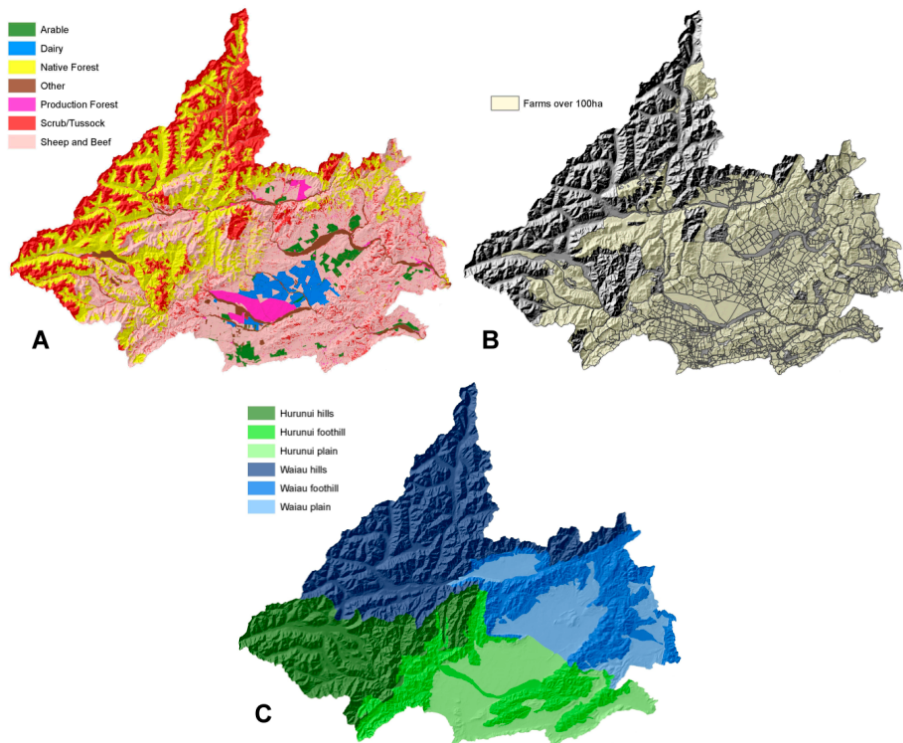 Arable
Dairy
Native Forest
Other
Production Forest
Scrub/Tussock
Sheep and Beef
A
Farms over 100ha
B
Hurunui hills
Hurunui foothill
Hurunui plain
Waiau hills
Waiau foothill
Waiau plain
C